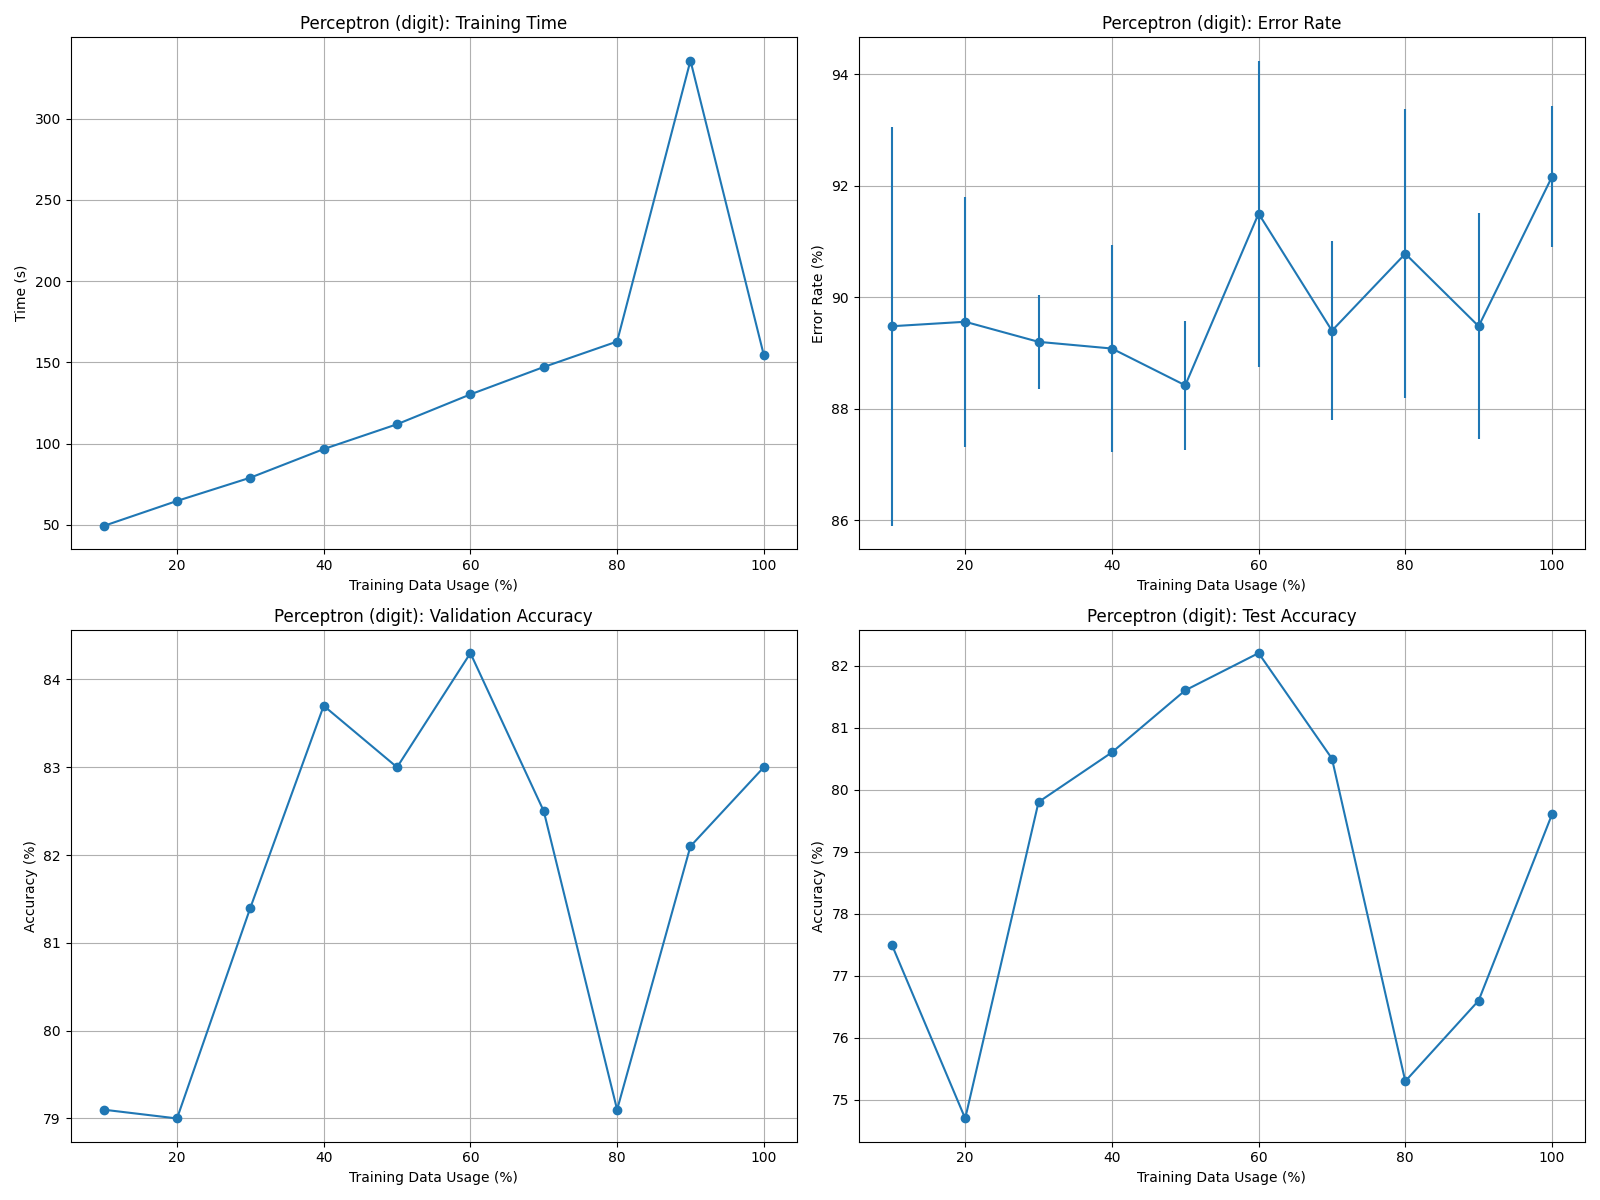 Perceptron (digit): Training Time
300
250
200
150
100
50
Time (s)
20 40 60 80 100
Training Data Usage (%)
Perceptron (digit): Error Rate
94
92
90
88
86
Error Rate (%)
20 40 60 80 100
Training Data Usage (%)
Perceptron (digit): Validation Accuracy
84
83
82
81
80
79
Accuracy (%)
20 40 60 80 100
Training Data Usage (%)
Perceptron (digit): Test Accuracy
82
81
80
79
78
77
76
75
Accuracy (%)
20 40 60 80 100
Training Data Usage (%)